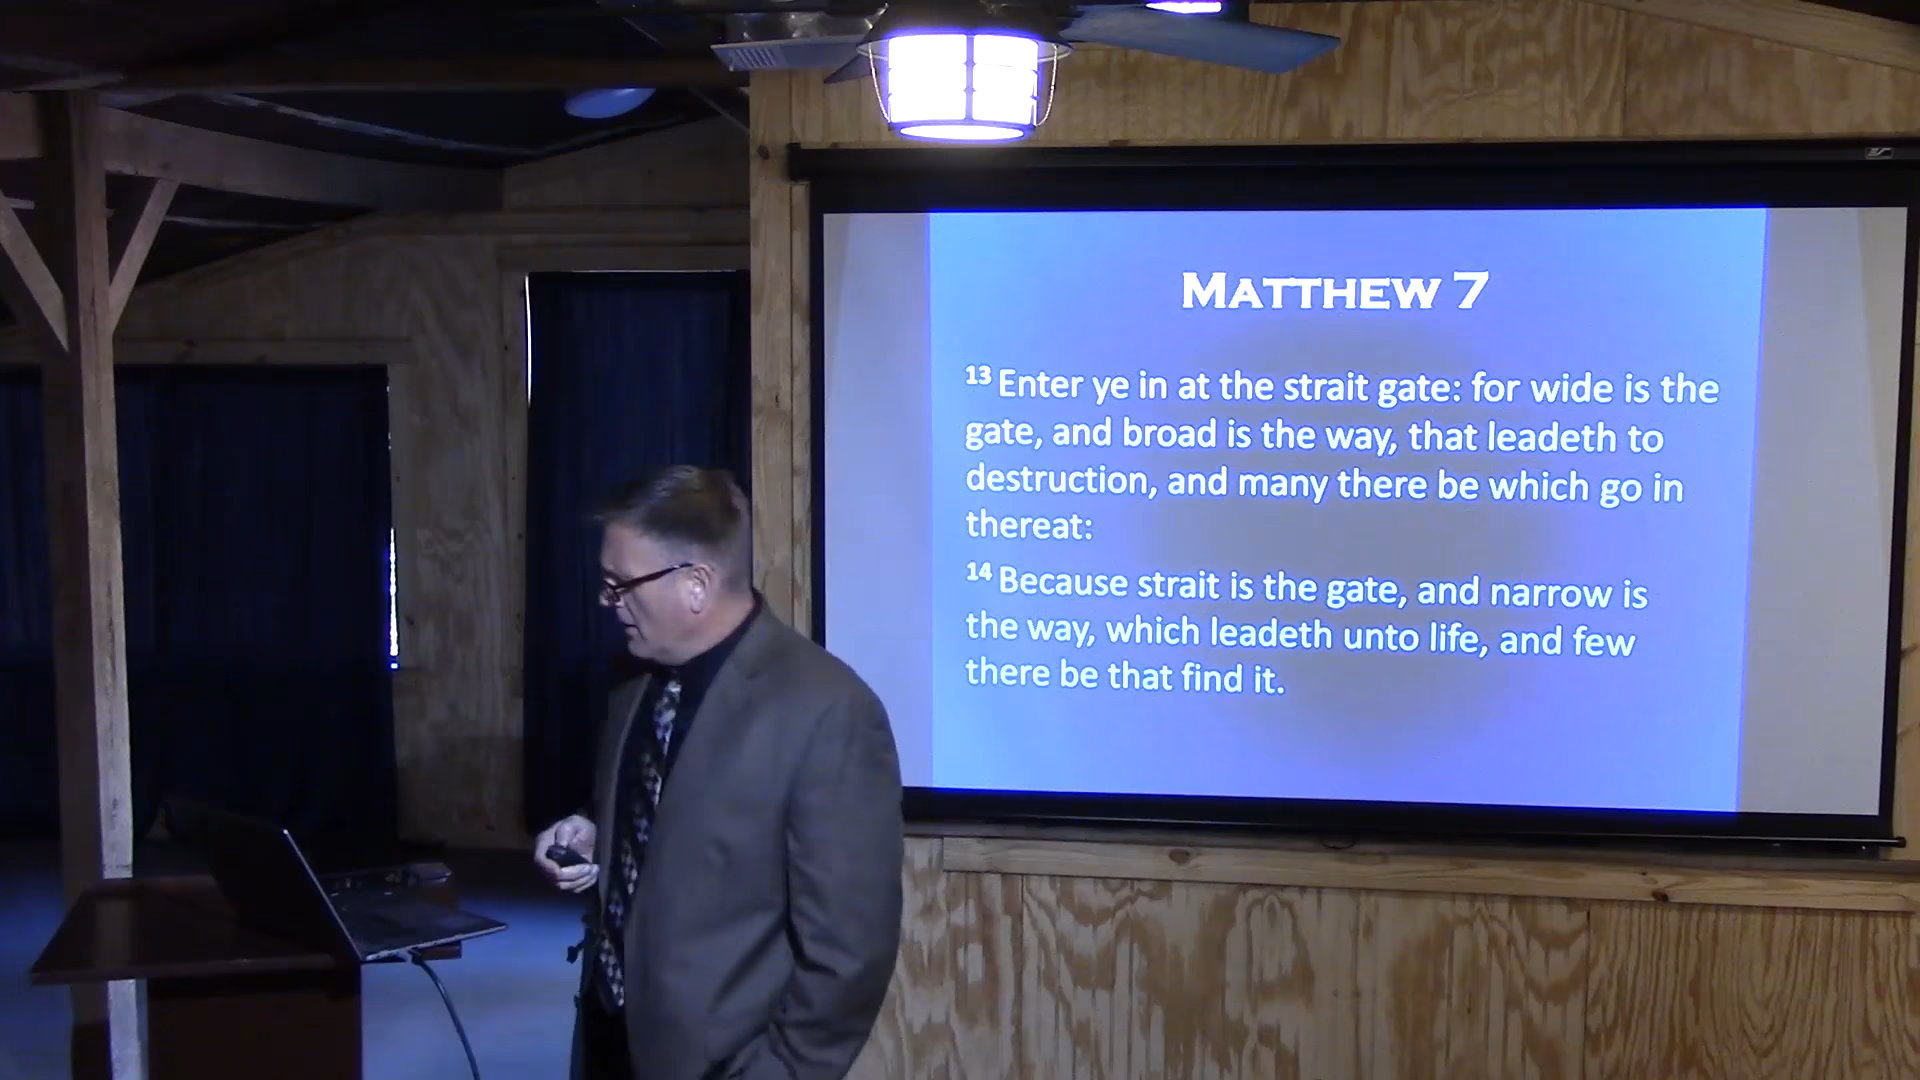 MATTHEW 7
13 Enter ye in at the strait gate: for wide is the
gate, and broad is the way, that leadeth to
destruction, and many there be which go in
thereat:
14 Because strait is the gate, and narrow is
the way, which leadeth unto life, and few
there be that find it.